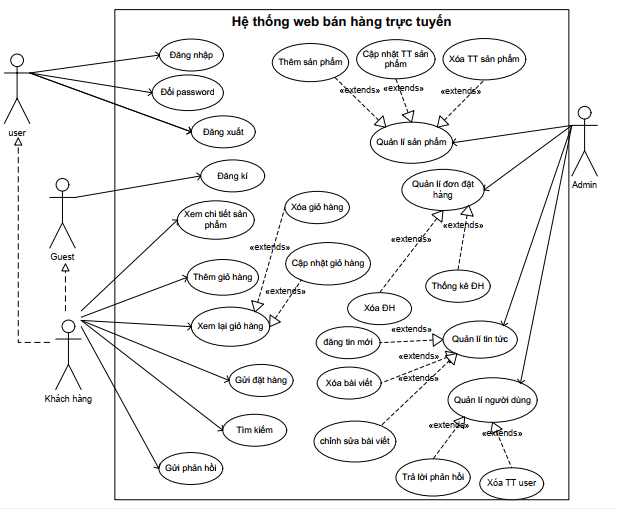 Hệ thống web bán hàng trực tuyến
Đăng nhập
Đổi password
Đăng xuất
user
Thêm sản phẩm
Cập nhật TT sản
phẩm
Xóa TT sản phẩm
«extends»
«extends»
«extends»
Quản lí sản phẩm
Admin
Đăng kí
Guest
Xem chi tiết sản
phẩm
Xóa giỏ hàng
Quản lí đơn đặt
hàng
«extends»
«extends»
«extends»
Thêm giỏ hàng
Cập nhật giỏ hàng
«extends»
Thống kê ĐH
Xóa ĐH
Xem lại giỏ hàng
Khách hàng
«extends»
đăng tin mới
Quản lí tin tức
«extends»
Xóa bài viết
«extends»
Gửi đặt hàng
Quản lí người dùng
Tìm kiếm
chỉnh sửa bài viết
«extends»
«extends»
Gửi phản hồi
Trả lời phản hồi
Xóa TT user